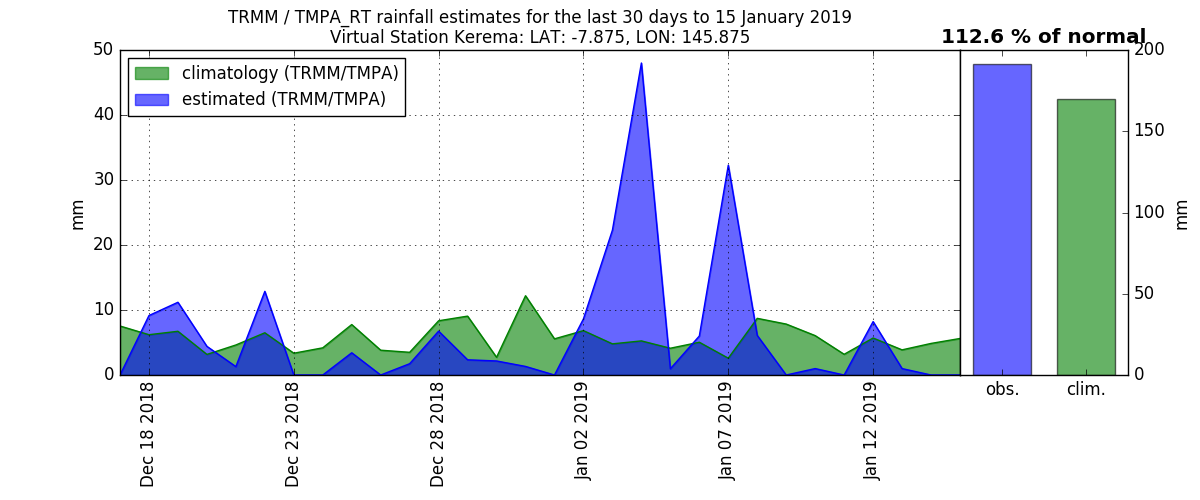 TRMM / TMPA_RT rainfall estimates for the last 30 days to 15 January 2019
Virtual Station Kerema: LAT: -7.875, LON: 145.875
112.6 % of normal
climatology (TRMM/TMPA)
estimated (TRMM/TMPA)
50
40
30
20
10
0
mm
Dec 18 2018
Dec 23 2018
Dec 28 2018
Jan 02 2019
Jan 07 2019
Jan 12 2019
obs.
clim.
200
150
100
50
0
mm